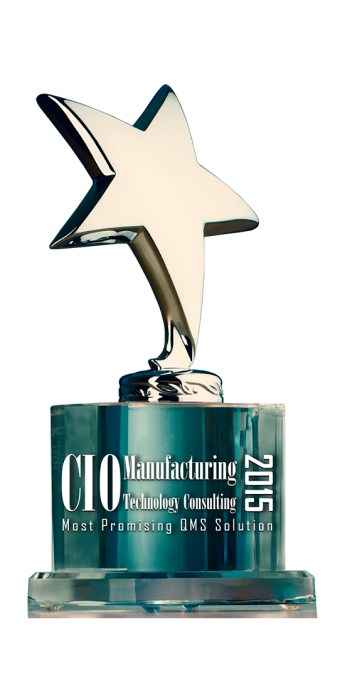 CIO Manufacturing
Technology Consulting
2015
Most Promising QMS Solution